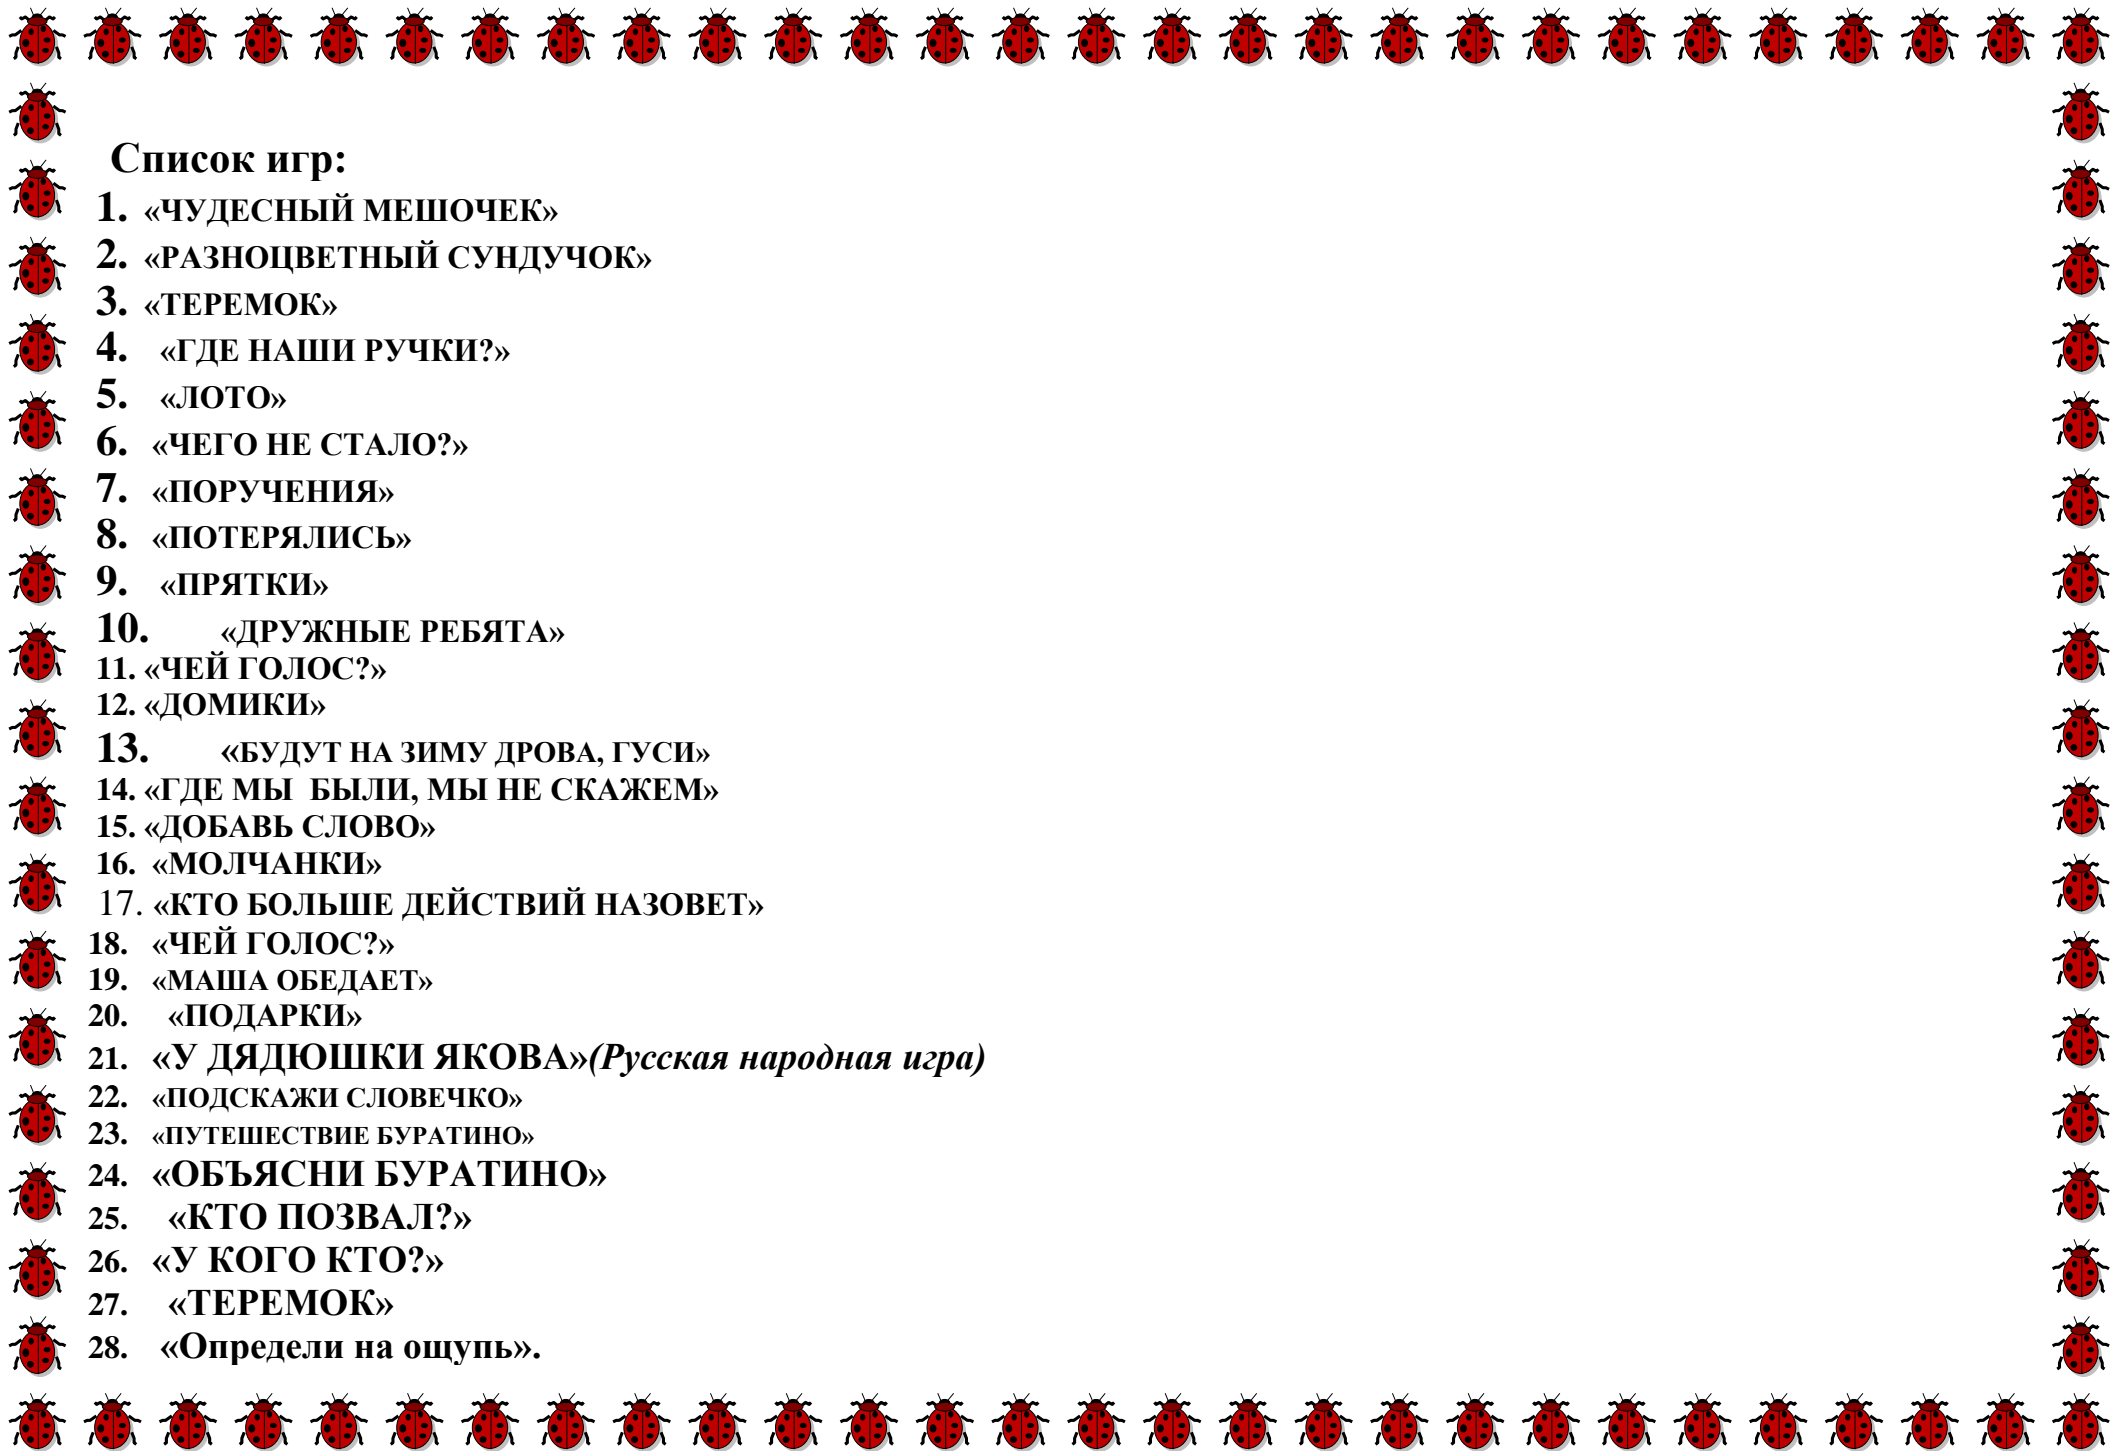 Список игр:
1. «ЧУДЕСНЫЙ МЕШОЧЕК»
2. «РАЗНОЦВЕТНЫЙ СУНДУЧОК»
3. «ТЕРЕМОК»
4. «ГДЕ НАШИ РУЧКИ?»
5. «ЛОТО»
6. «ЧЕГО НЕ СТАЛО?»
7. «ПОРУЧЕНИЯ»
8. «ПОТЕРЯЛИСЬ»
9. «ПРЯТКИ»
10. «ДРУЖНЫЕ РЕБЯТА»
11. «ЧЕЙ ГОЛОС?»
12. «ДОМИКИ»
13. «БУДУТ НА ЗИМУ ДРОВА, ГУСИ»
14. «ГДЕ МЫ БЫЛИ, МЫ НЕ СКАЖЕМ»
15. «ДОБАВЬ СЛОВО»
16. «МОЛЧАНКИ»
17. «КТО БОЛЬШЕ ДЕЙСТВИЙ НАЗОВЕТ»
18. «ЧЕЙ ГОЛОС?»
19. «МАША ОБЕДАЕТ»
20. «ПОДАРКИ»
21. «У ДЯДЮШКИ ЯКОВА»(Русская народная игра)
22. «ПОДСКАЖИ СЛОВЕЧКО»
23. «ПУТЕШЕСТВИЕ БУРАТИНО»
24. «ОБЪЯСНИ БУРАТИНО»
25. «КТО ПОЗВАЛ?»
26. «У КОГО КТО?»
27. «ТЕРЕМОК»
28. «Определи на ощупь».